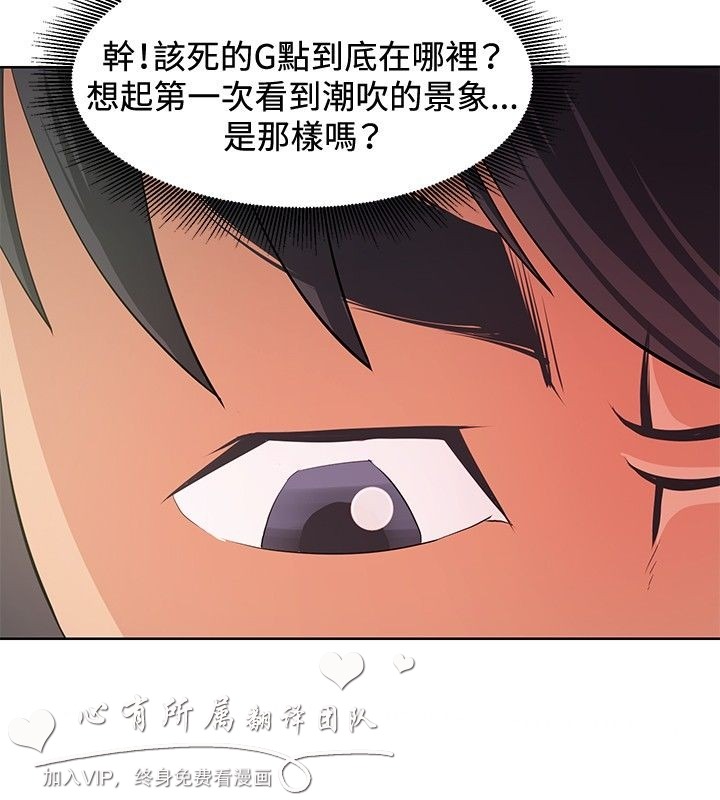 幹！該死的G點到底在哪裡？
想起第一次看到潮吹的景象...
是那樣嗎？
心有所属翻译团队
加入VIP，终身免费看漫画